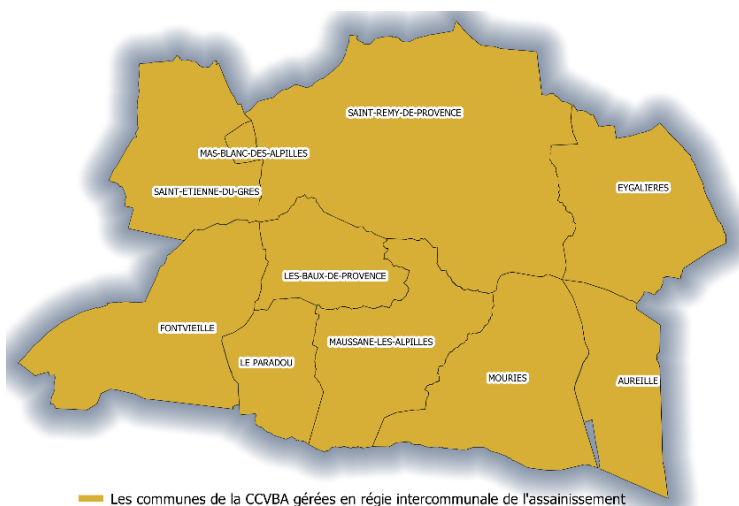 SAINT-REMY-DE-PROVENCE
MAS-BLANC-DES-ALPILLES
EYGALIERES
SAINT-ETIENNE-DU-GRES
LES-BAUX-DE-PROVENCE
FONTVIEILLE
MAUSSANE-LES-ALPILLES
LE PARADOU
MOURIES
AUREILLE
Les communes de la CCVBA gérées en régie intercommunale de l'assainissement